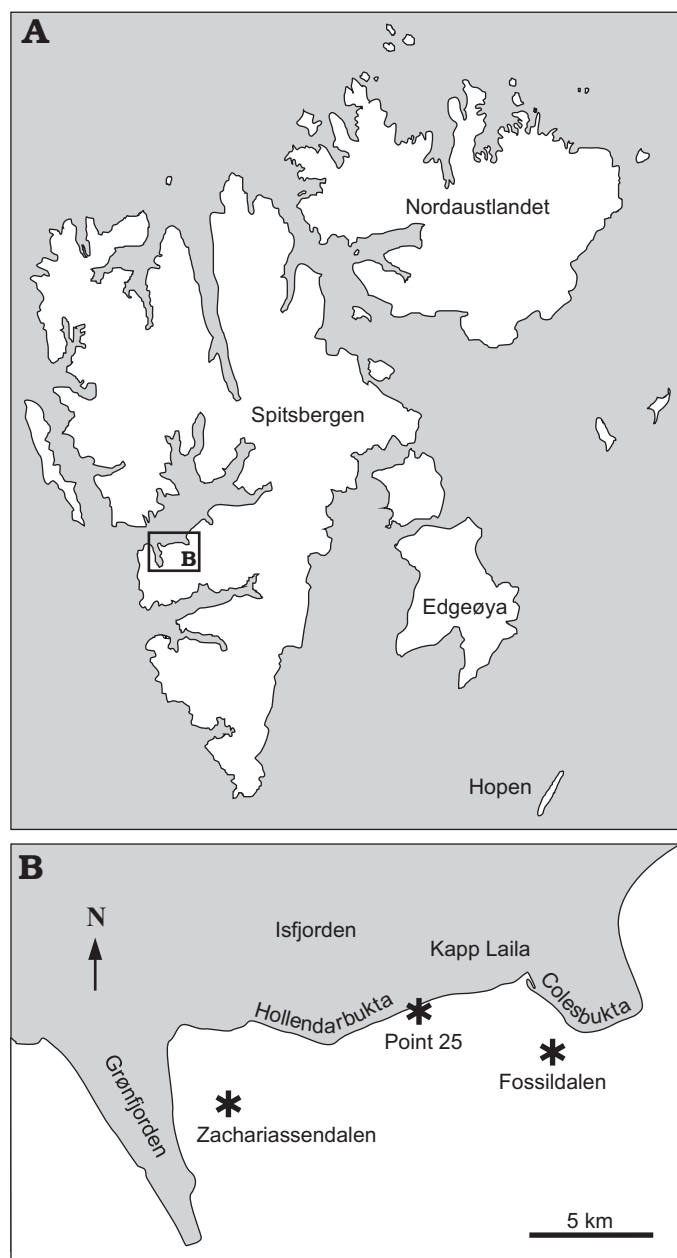 A
Nordaustlandet
Spitsbergen
B
Edgeøya
Hopen
B
N
Isfjorden
Kapp Laila
Hollendarbukta
Colesbukta
Point 25
Grønfjorden
Fossildalen
Zachariassendalen
5 km